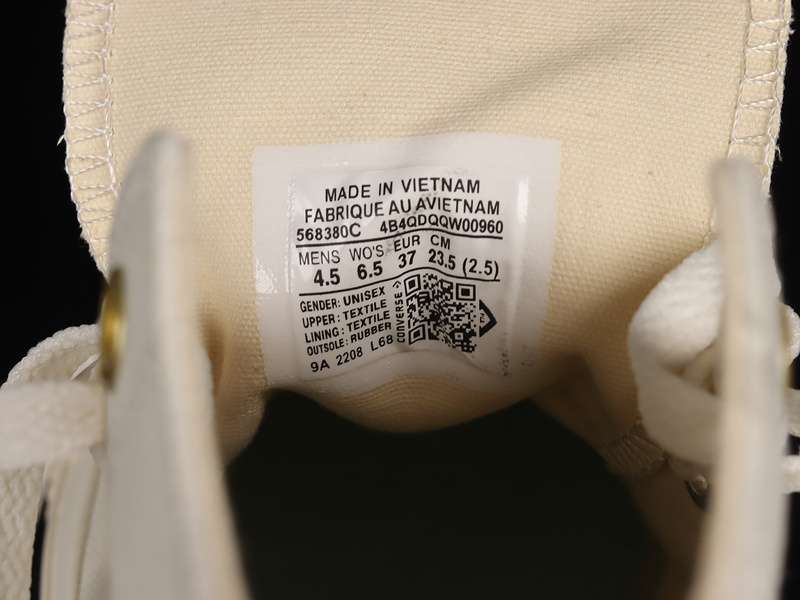 MADE IN VIETNAM
FABRIQUE AU AVIETNAM
568380C 4B4QDQQW00960
MENS WO'S EUR CM
4.5 6.5 37 23.5 (2.5)
GENDER: UNISEX
UPPER: TEXTILE
LINING: TEXTILE
OUTSOLE: RUBBER
9A 2208 L68
CONVERSE
Z